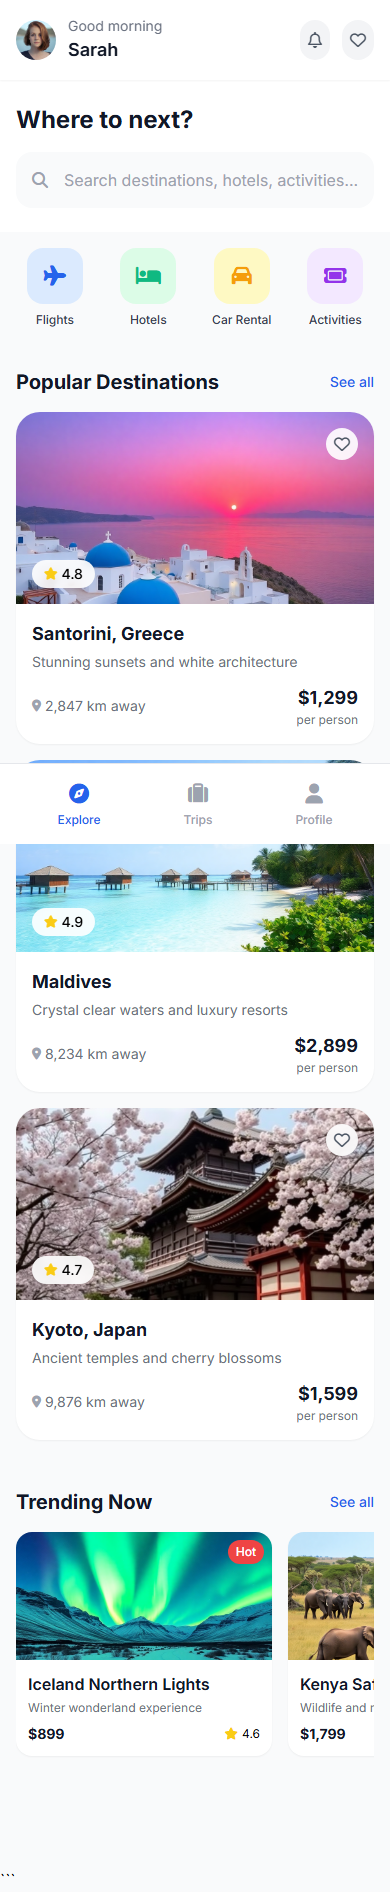 Good morning
Sarah
Where to next?
Search destinations, hotels, activities...
Flights
Hotels
Car Rental
Activities
Popular Destinations
See all
4.8
Santorini, Greece
Stunning sunsets and white architecture
2,847 km away
$1,299
per person
Explore
Trips
Profile
4.9
Maldives
Crystal clear waters and luxury resorts
8,234 km away
$2,899
per person
4.7
Kyoto, Japan
Ancient temples and cherry blossoms
9,876 km away
$1,599
per person
Trending Now
See all
Hot
Iceland Northern Lights
Winter wonderland experience
$899
4.6
Kenya
Wildlife and
$1,799
```